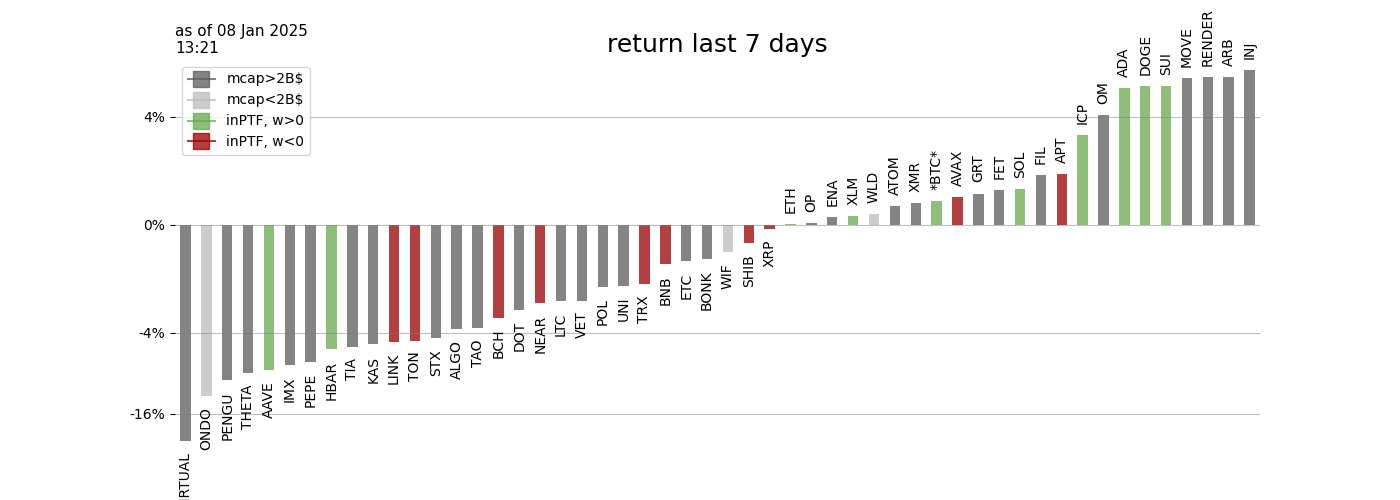 as of 08 Jan 2025
13:21
return last 7 days
mcap>2B$
mcap<2B$
inPTF, w>0
inPTF, w<0
4%
0%
-4%
-16%
RTUAL
ONDO
PENGU
THETA
AAVE
IMX
PEPE
HBAR
TIA
KAS
LINK
TON
STX
ALGO
TAO
BCH
DOT
NEAR
LTC
VET
POL
UNI
TRX
BNB
ETC
BONK
WIF
SHIB
XRP
ETH
OP
ENA
XLM
WLD
ATOM
XMR
*BTC*
AVAX
GRT
FET
SOL
FIL
APT
ICP
OM
ADA
DOGE
SUI
MOVE
RENDER
ARB
INJ